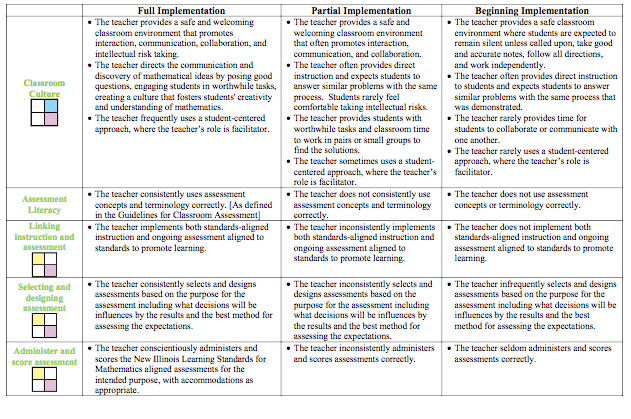 Full Implementation
Partial Implementation
Beginning Implementation
Classroom
Culture
• The teacher provides a safe and welcoming
classroom environment that promotes
interaction, communication, collaboration, and
intellectual risk taking.
• The teacher directs the communication and
discovery of mathematical ideas by posing good
questions, engaging students in worthwhile tasks,
creating a culture that fosters students' creativity
and understanding of mathematics.
• The teacher frequently uses a student-centered
approach, where the teacher's role is facilitator.
• The teacher provides a safe and
welcoming classroom environment
that often promotes interaction,
communication, and collaboration.
• The teacher often provides direct
instruction and expects students to
answer similar problems with the same
process. Students rarely feel
comfortable taking intellectual risks.
• The teacher provides students with
worthwhile tasks and classroom time
to work in pairs or small groups to
find the solutions.
• The teacher sometimes uses a student-
centered approach, where the teacher's
role is facilitator.
• The teacher provides a safe classroom
environment where students are expected to
remain silent unless called upon, take good
and accurate notes, follow all directions,
and work independently.
• The teacher often provides direct instruction
to students and expects students to answer
similar problems with the same process that
was demonstrated.
• The teacher rarely provides time for
students to collaborate or communicate with
one another.
• The teacher rarely uses a student-centered
approach, where the teacher's role is
facilitator.
Assessment
Literacy
• The teacher consistently uses assessment
concepts and terminology correctly. [As defined
in the Guidelines for Classroom Assessment]
• The teacher does not consistently use
assessment concepts and terminology
correctly.
• The teacher does not use assessment
concepts or terminology correctly.
Linking
instruction and
assessment
• The teacher implements both standards-aligned
instruction and ongoing assessment aligned to
standards to promote learning.
• The teacher inconsistently implements
both standards-aligned instruction and
ongoing assessment aligned to
standards to promote learning.
• The teacher does not implement both
standards-aligned instruction and ongoing
assessment aligned to standards to promote
learning.
Selecting and
designing
assessment
• The teacher consistently selects and designs
assessments based on the purpose for the
assessment including what decisions will be
influences by the results and the best method for
assessing the expectations.
• The teacher inconsistently selects and
designs assessments based on the
purpose for the assessment including
what decisions will be influences by
the results and the best method for
assessing the expectations.
• The teacher infrequently selects and designs
assessments based on the purpose for the
assessment including what decisions will be
influences by the results and the best
method for assessing the expectations.
Administer and
score assessment
• The teacher conscientiously administers and
scores the New Illinois Learning Standards for
Mathematics aligned assessments for the
intended purpose, with accommodations as
appropriate.
• The teacher inconsistently administers
and scores assessments correctly.
• The teacher seldom administers and scores
assessments correctly.